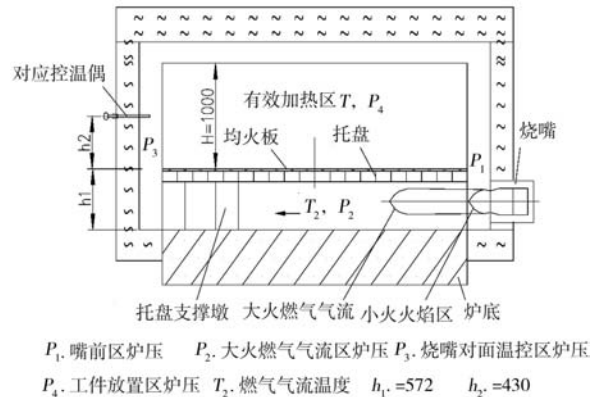 对应控温偶
h2
h1
H=1000
有效加热区 T, P₄
P₃
均火板
托盘
P₁
烧嘴
T₂, P₂
托盘支撑墩
大火燃气气流
小火火焰区
炉底
P₁. 嘴前区炉压 P₂. 大火燃气气流区炉压 P₃. 烧嘴对面温控区炉压
P₄. 工件放置区炉压 T₂. 燃气气流温度 h₁. =572 h₂. =430